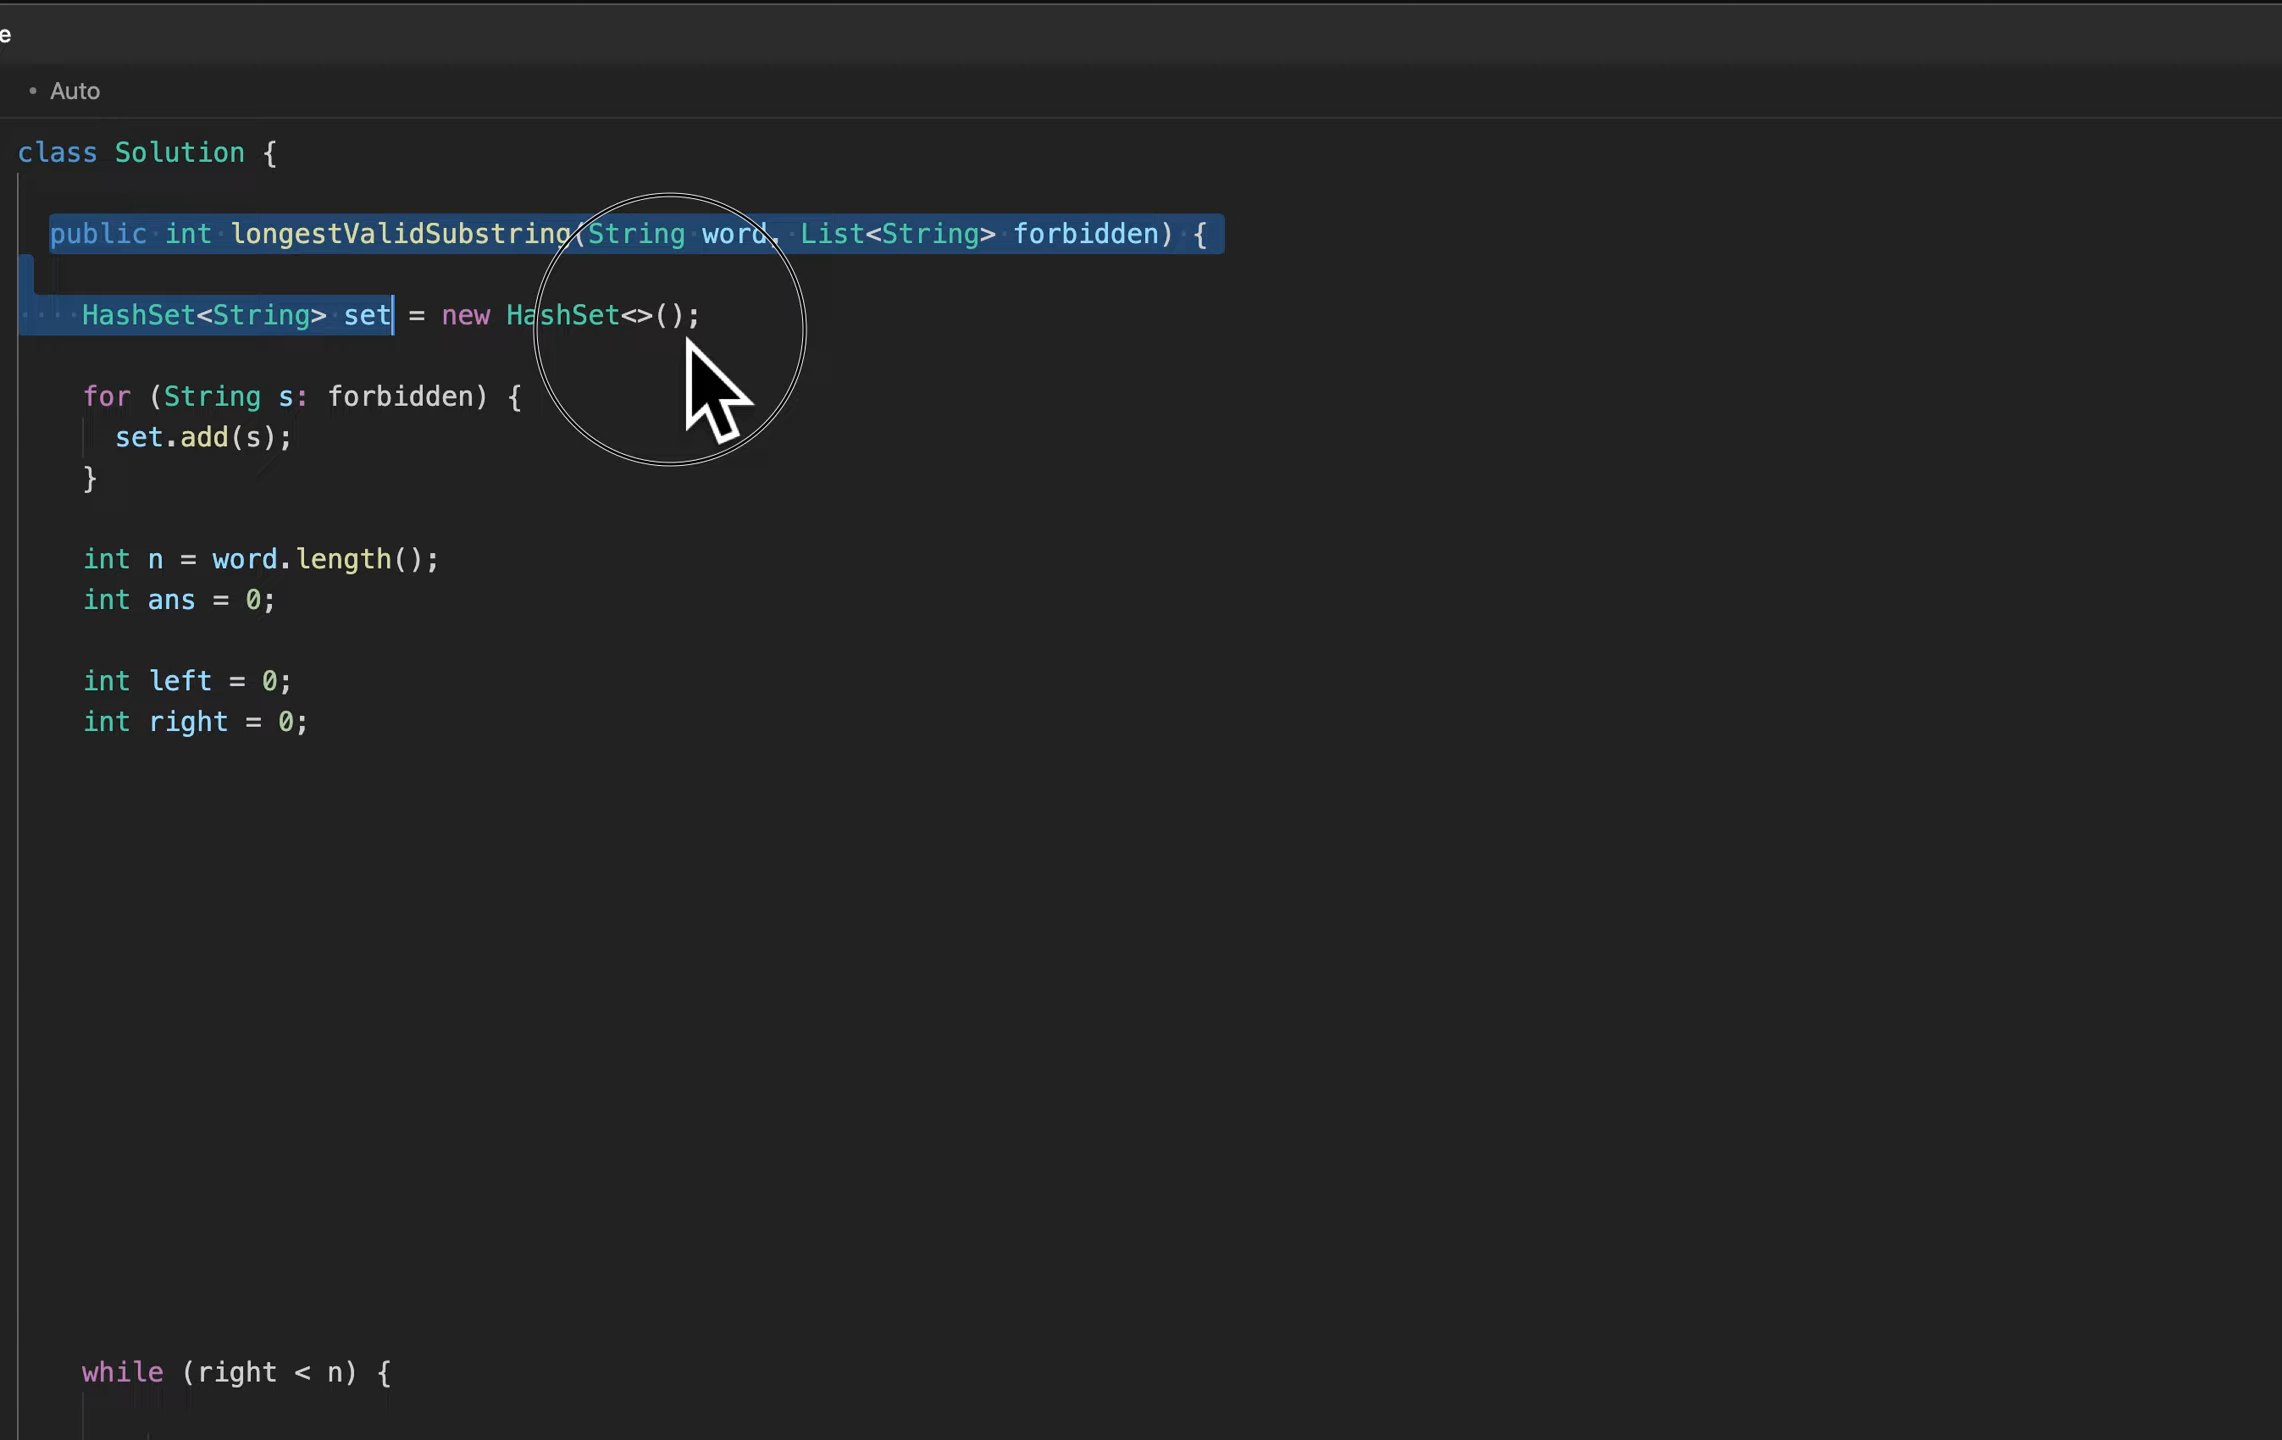 e
• Auto
class Solution {
public int longestValidSubstring(String word, List<String> forbidden) {
HashSet<String> set = new HashSet<>();
for (String s: forbidden) {
set.add(s);
}
int n = word.length();
int ans = 0;
int left = 0;
int right = 0;
while (right < n) {